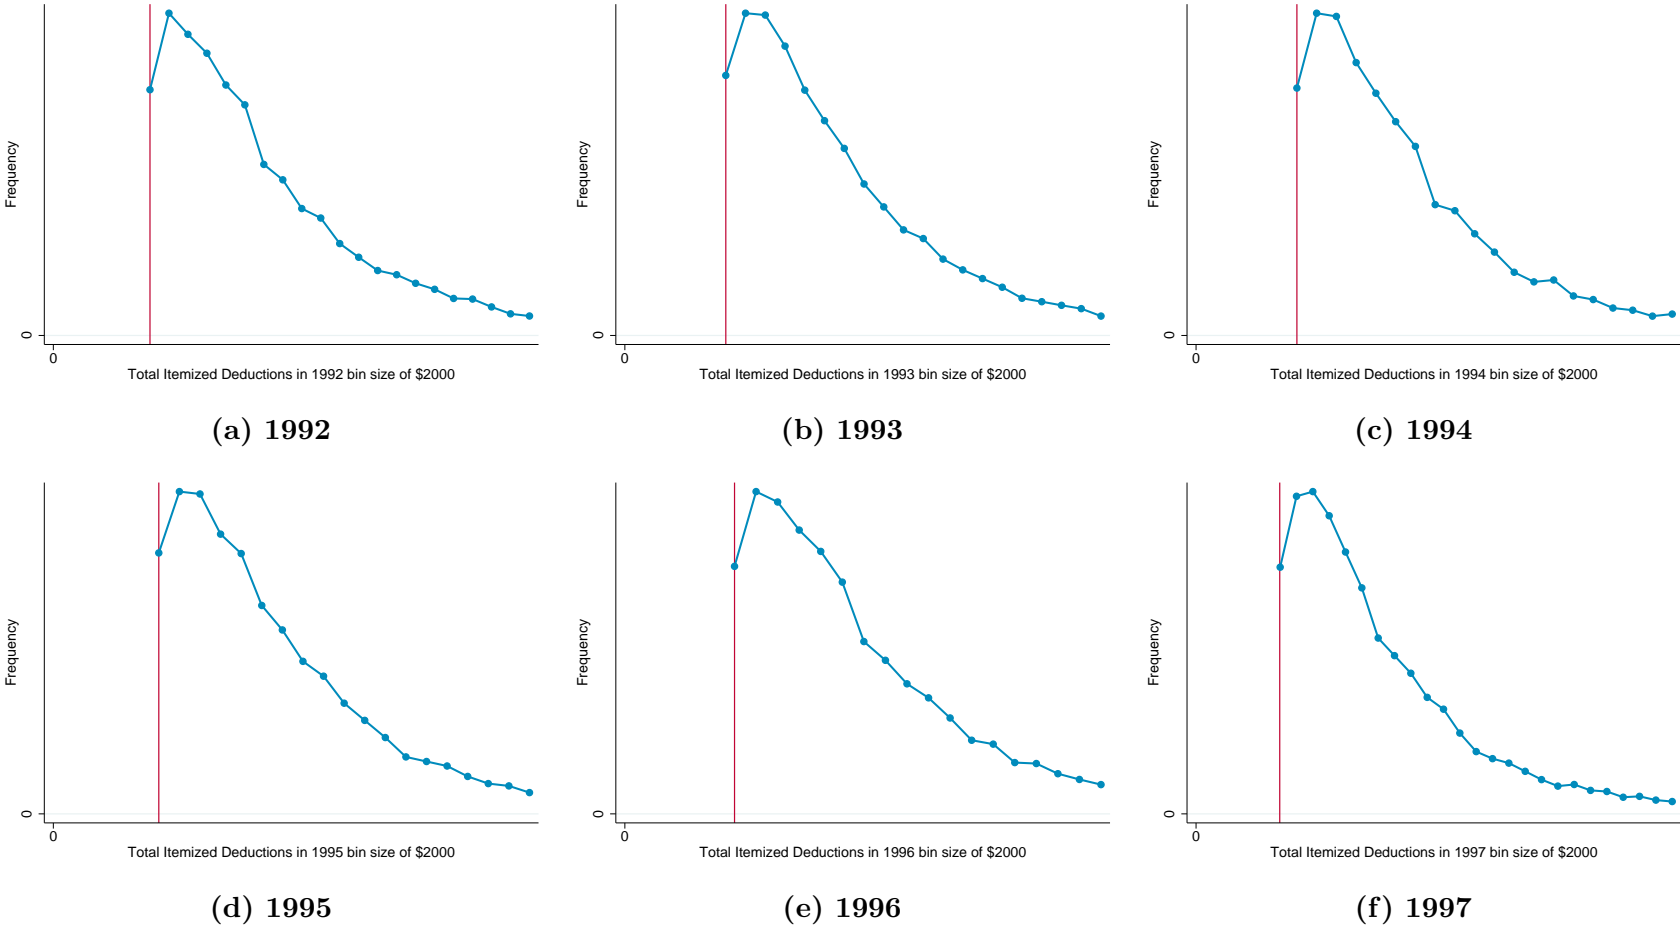 Frequency
0
0
Total Itemized Deductions in 1992 bin size of $2000
(a) 1992
Frequency
0
0
Total Itemized Deductions in 1993 bin size of $2000
(b) 1993
Frequency
0
0
Total Itemized Deductions in 1994 bin size of $2000
(c) 1994
Frequency
0
0
Total Itemized Deductions in 1995 bin size of $2000
(d) 1995
Frequency
0
0
Total Itemized Deductions in 1996 bin size of $2000
(e) 1996
Frequency
0
0
Total Itemized Deductions in 1997 bin size of $2000
(f) 1997